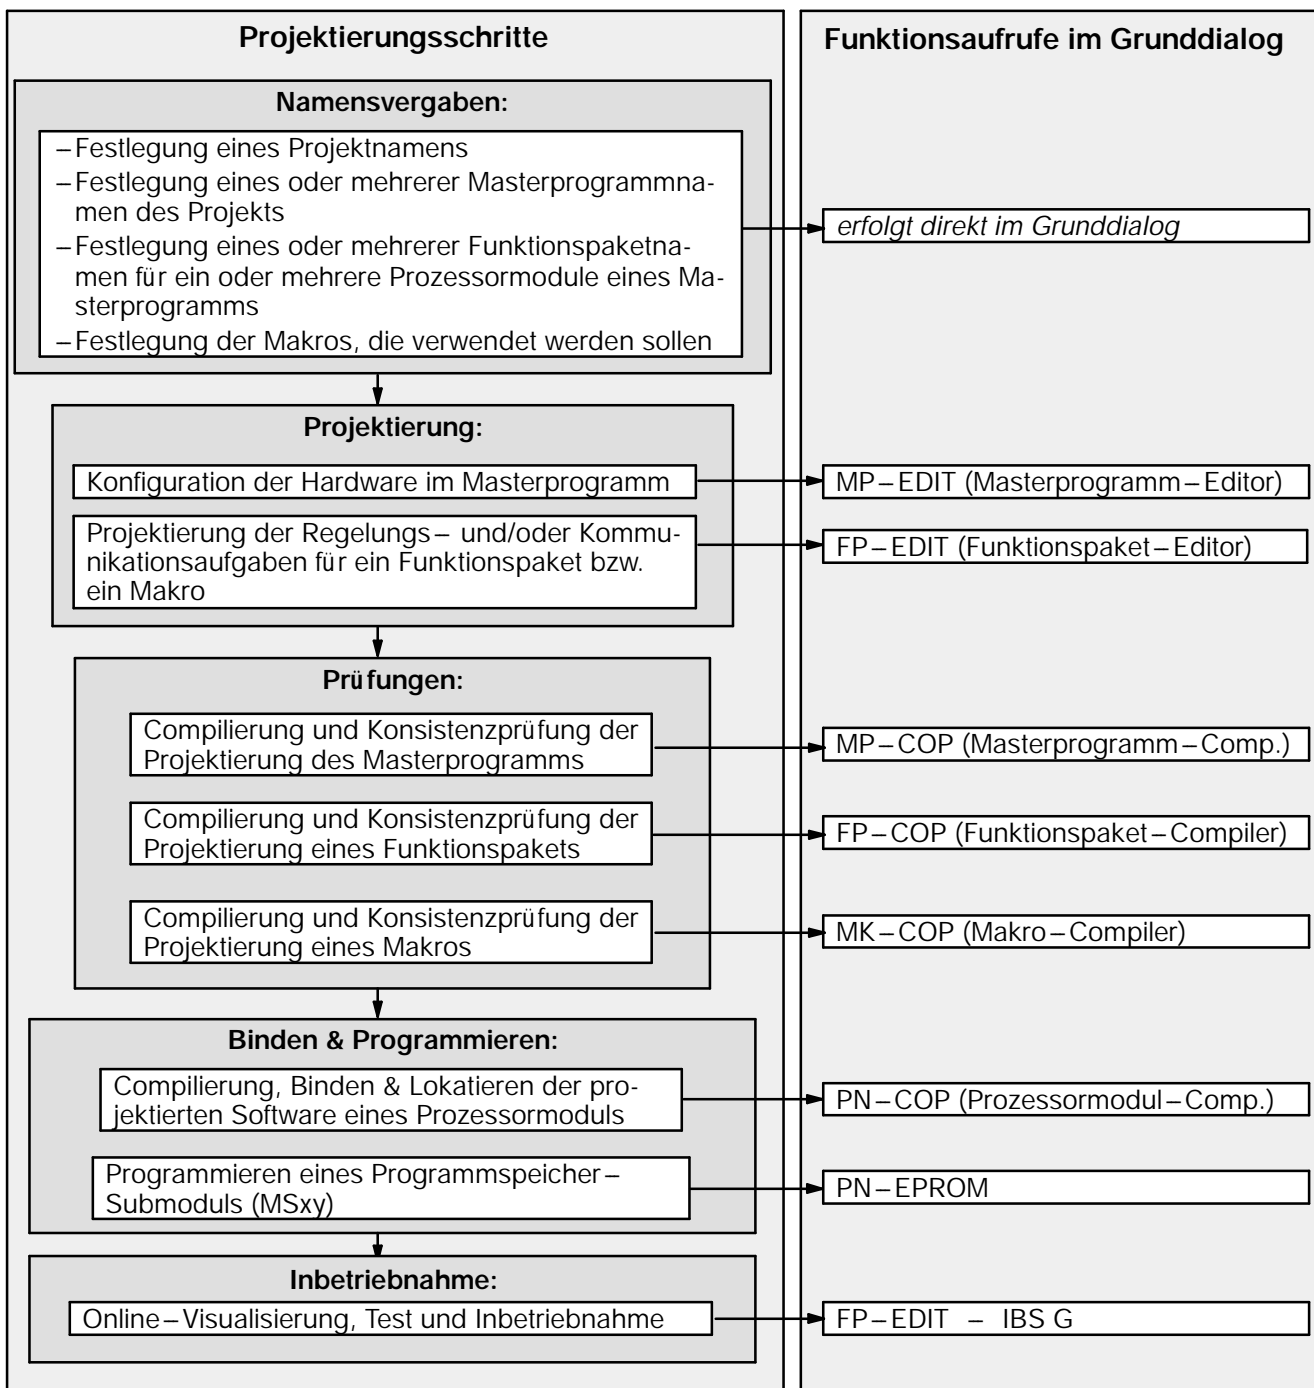 Projektierungsschritte
Funktionsaufrufe im Grunddialog
Namensvergaben:
– Festlegung eines Projektnamens
– Festlegung eines oder mehrerer Masterprogrammna-
men des Projekts
– Festlegung eines oder mehrerer Funktionspaketna-
men für ein oder mehrere Prozessormodule eines Ma-
sterprogramms
– Festlegung der Makros, die verwendet werden sollen
erfolgt direkt im Grunddialog
Projektierung:
Konfiguration der Hardware im Masterprogramm
MP–EDIT (Masterprogramm–Editor)
Projektierung der Regelungs– und/oder Kommu-
nikationsaufgaben für ein Funktionspaket bzw.
ein Makro
FP–EDIT (Funktionspaket–Editor)
Prüfungen:
Compilierung und Konsistenzprüfung der
Projektierung des Masterprogramms
MP–COP (Masterprogramm–Comp.)
Compilierung und Konsistenzprüfung der
Projektierung eines Funktionspakets
FP–COP (Funktionspaket–Compiler)
Compilierung und Konsistenzprüfung der
Projektierung eines Makros
MK–COP (Makro–Compiler)
Binden & Programmieren:
Compilierung, Binden & Lokatieren der pro-
jektierten Software eines Prozessormoduls
PN–COP (Prozessormodul–Comp.)
Programmieren eines Programmspeicher–
Submoduls (MSxy)
PN–EPROM
Inbetriebnahme:
Online–Visualisierung, Test und Inbetriebnahme
FP–EDIT – IBS G